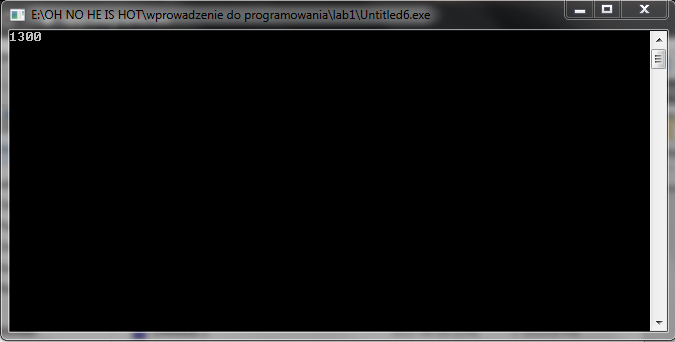 E:\OH NO HE IS HOT\wprowadzenie do programowania\lab1\Untitled6.exe
1300